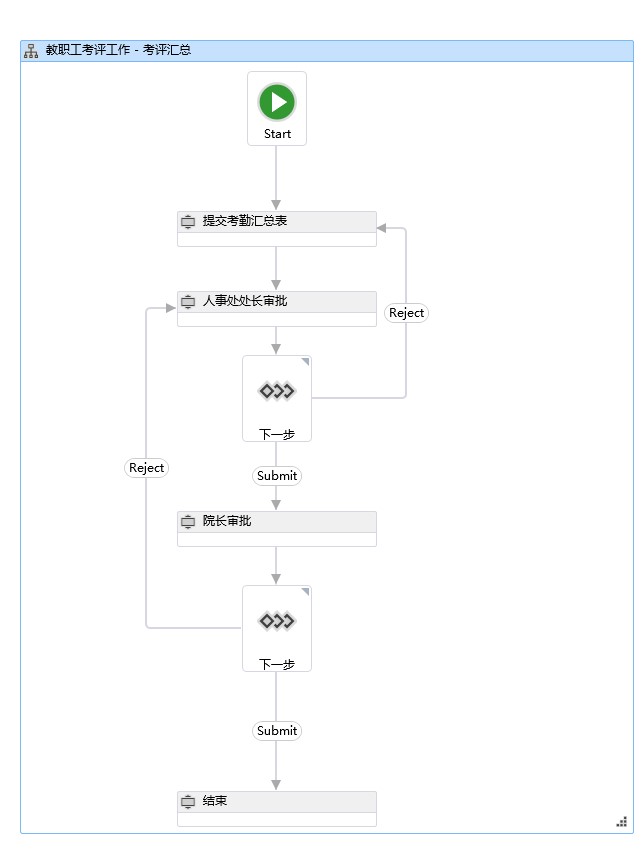 教职工考评工作 - 考评汇总
Start
提交考勤汇总表
人事处处长审批
Reject
下一步
Reject
Submit
院长审批
下一步
Submit
结束